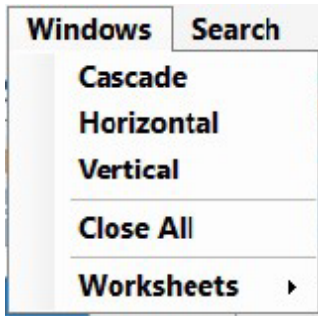 Windows Search
Cascade
Horizontal
Vertical
Close All
Worksheets